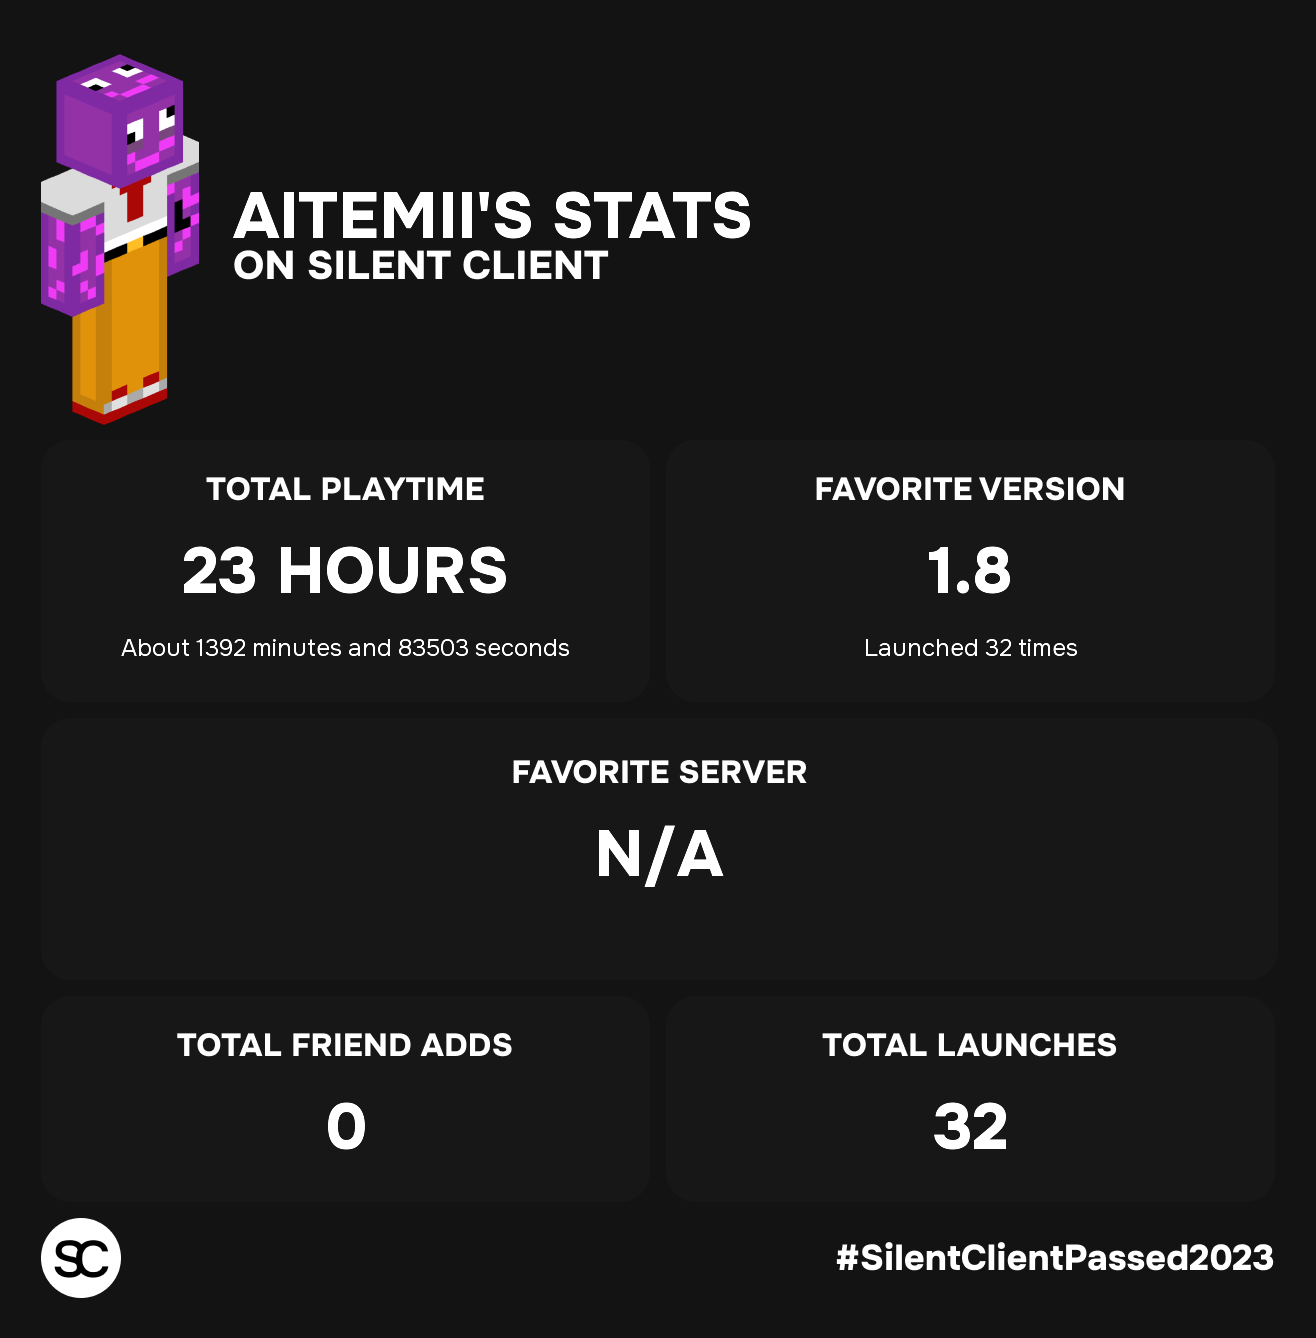 AITEMII'S STATS
ON SILENT CLIENT
TOTAL PLAYTIME
23 HOURS
About 1392 minutes and 83503 seconds
FAVORITE VERSION
1.8
Launched 32 times
FAVORITE SERVER
N/A
TOTAL FRIEND ADDS
0
TOTAL LAUNCHES
32
SC
#SilentClientPassed2023